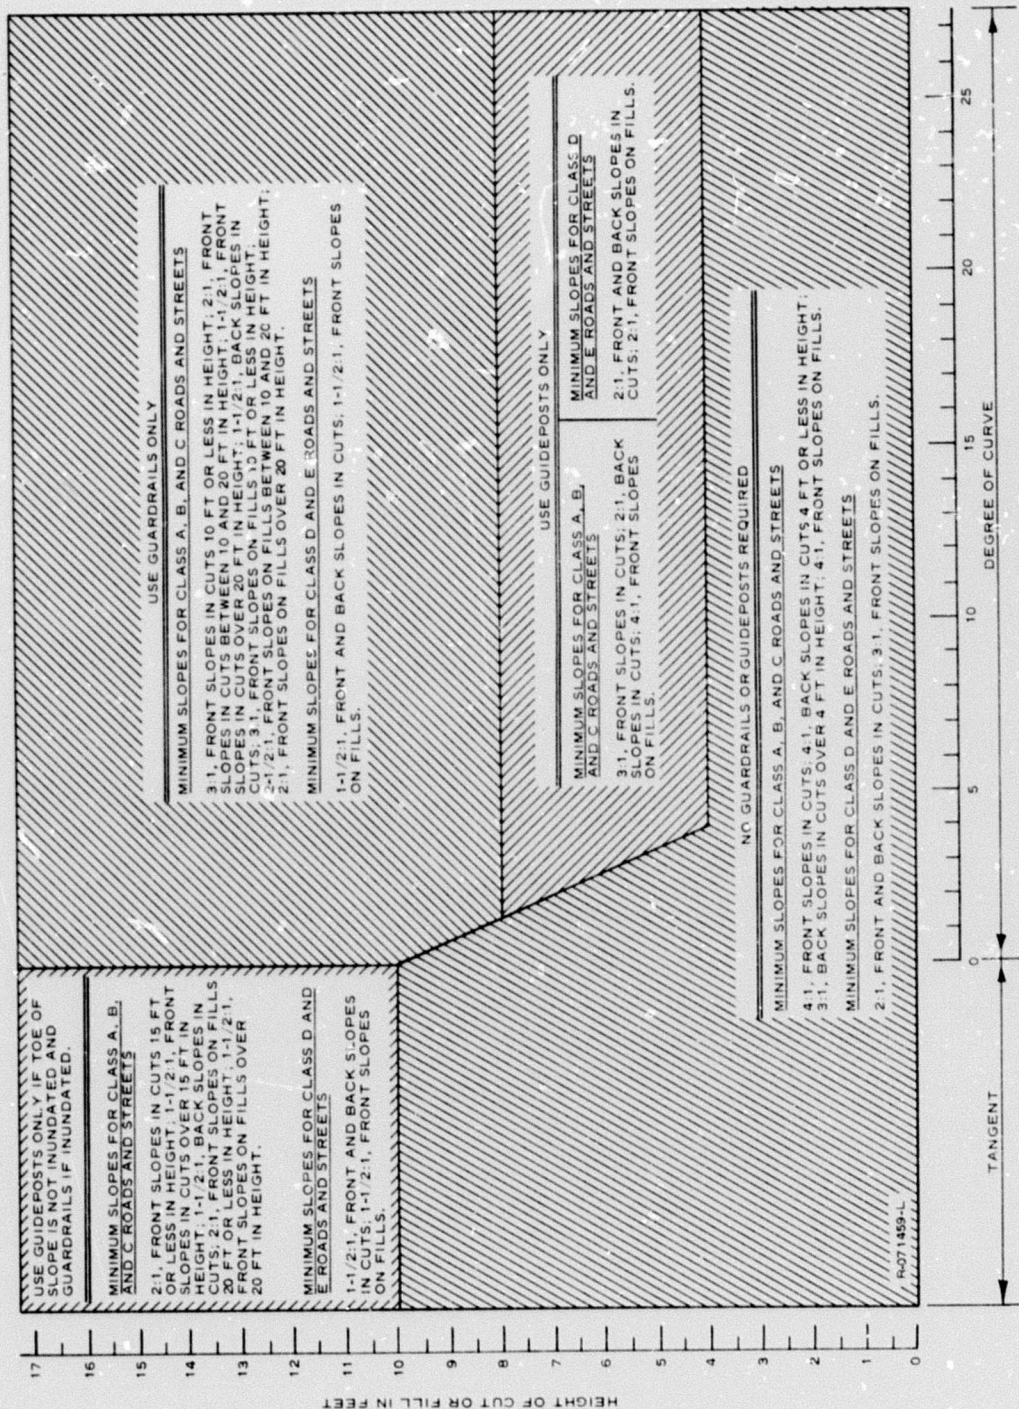 USE GUIDEPOSTS ONLY IF TOE OF
SLOPE IS NOT INUNDATED AND
GUARDRAILS IF INUNDATED.
MINIMUM SLOPES FOR CLASS A, B,
AND C ROADS AND STREETS
2:1, FRONT SLOPES IN CUTS 15 FT
OR LESS IN HEIGHT; 1-1/2:1, FRONT
SLOPES IN CUTS OVER 15 FT IN
HEIGHT; 1-1/2:1, BACK SLOPES IN
CUTS; 2:1, FRONT SLOPES ON FILLS
20 FT OR LESS IN HEIGHT; 1-1/2:1,
FRONT SLOPES ON FILLS OVER
20 FT IN HEIGHT.
MINIMUM SLOPES FOR CLASS D AND
E ROADS AND STREETS
1-1/2:1, FRONT AND BACK SLOPES
IN CUTS; 1-1/2:1, FRONT SLOPES
ON FILLS.
USE GUARDRAILS ONLY
MINIMUM SLOPES FOR CLASS A, B, AND C ROADS AND STREETS
3:1, FRONT SLOPES IN CUTS 10 FT OR LESS IN HEIGHT; 2:1, FRONT
SLOPES IN CUTS BETWEEN 10 AND 20 FT IN HEIGHT; 1-1/2:1, FRONT
SLOPES IN CUTS OVER 20 FT IN HEIGHT; 1-1/2:1, BACK SLOPES IN
CUTS; 3:1, FRONT SLOPES ON FILLS 10 FT OR LESS IN HEIGHT;
2-1/2:1, FRONT SLOPES ON FILLS BETWEEN 10 AND 20 FT IN HEIGHT;
2:1, FRONT SLOPES ON FILLS OVER 20 FT IN HEIGHT.
MINIMUM SLOPES FOR CLASS D AND E ROADS AND STREETS
1-1/2:1, FRONT AND BACK SLOPES IN CUTS; 1-1/2:1, FRONT SLOPES
ON FILLS.
USE GUIDEPOSTS ONLY
MINIMUM SLOPES FOR CLASS A, B,
AND C ROADS AND STREETS
3:1, FRONT SLOPES IN CUTS; 2:1, BACK
SLOPES IN CUTS; 4:1, FRONT SLOPES
ON FILLS.
MINIMUM SLOPES FOR CLASS D
AND E ROADS AND STREETS
2:1, FRONT AND BACK SLOPES IN
CUTS; 2:1, FRONT SLOPES ON FILLS.
NO GUARDRAILS OR GUIDEPOSTS REQUIRED
MINIMUM SLOPES FOR CLASS A, B, AND C ROADS AND STREETS
4:1, FRONT SLOPES IN CUTS; 4:1, BACK SLOPES IN CUTS 4 FT OR LESS IN HEIGHT;
3:1, BACK SLOPES IN CUTS OVER 4 FT IN HEIGHT; 4:1, FRONT SLOPES ON FILLS.
MINIMUM SLOPES FOR CLASS D AND E ROADS AND STREETS
2:1, FRONT AND BACK SLOPES IN CUTS; 3:1, FRONT SLOPES ON FILLS.
R-071459-L
17
16
15
14
13
12
11
10
9
8
7
6
5
4
3
2
1
0
HEIGHT OF CUT OR FILL IN FEET
0
5
10
15
20
25
TANGENT
DEGREE OF CURVE